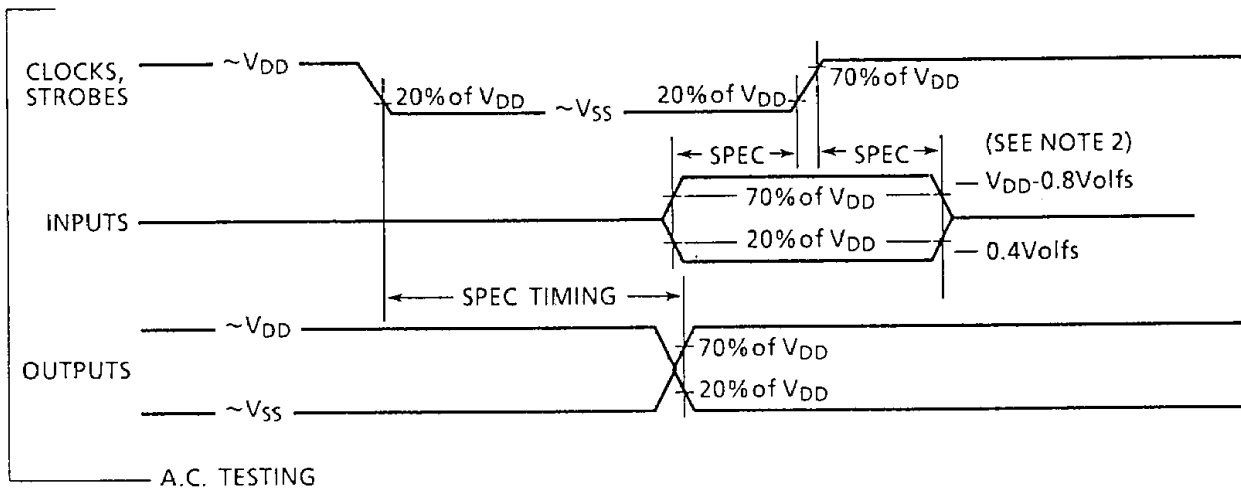 CLOCKS,
STROBES
~VDD
20% of VDD
~VSS
20% of VDD
70% of VDD
SPEC
SPEC
(SEE NOTE 2)
INPUTS
70% of VDD
20% of VDD
VDD-0.8Volfs
0.4Volfs
SPEC TIMING
OUTPUTS
~VDD
~VSS
70% of VDD
20% of VDD
A.C. TESTING